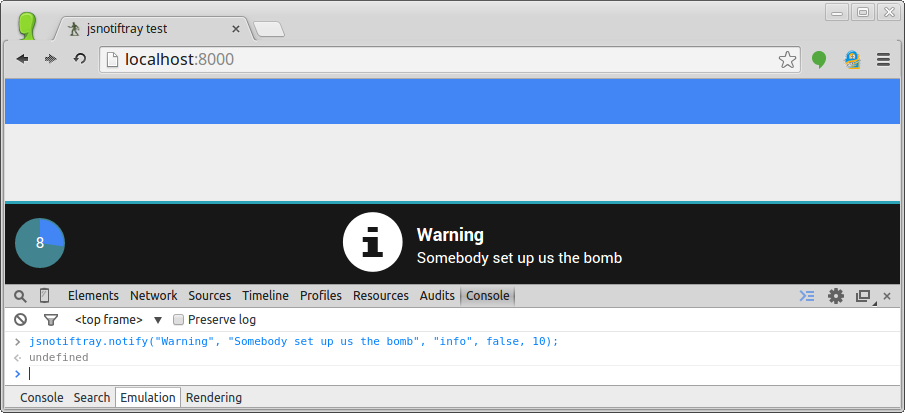 jsnotiftray test
localhost:8000
8
i
Warning
Somebody set up us the bomb
Elements Network Sources Timeline Profiles Resources Audits Console
<top frame> Preserve log
jsnotiftray.notify("Warning", "Somebody set up us the bomb", "info", false, 10);
undefined
Console Search Emulation Rendering